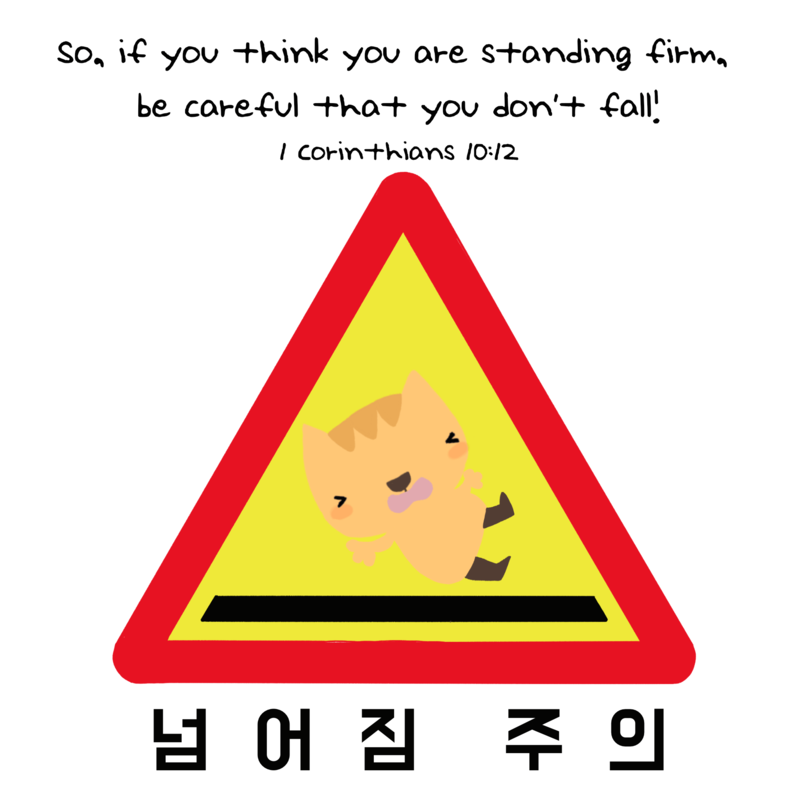 So, if you think you are standing firm,
be careful that you don't fall!
1 Corinthians 10:12
넘어짐 주의